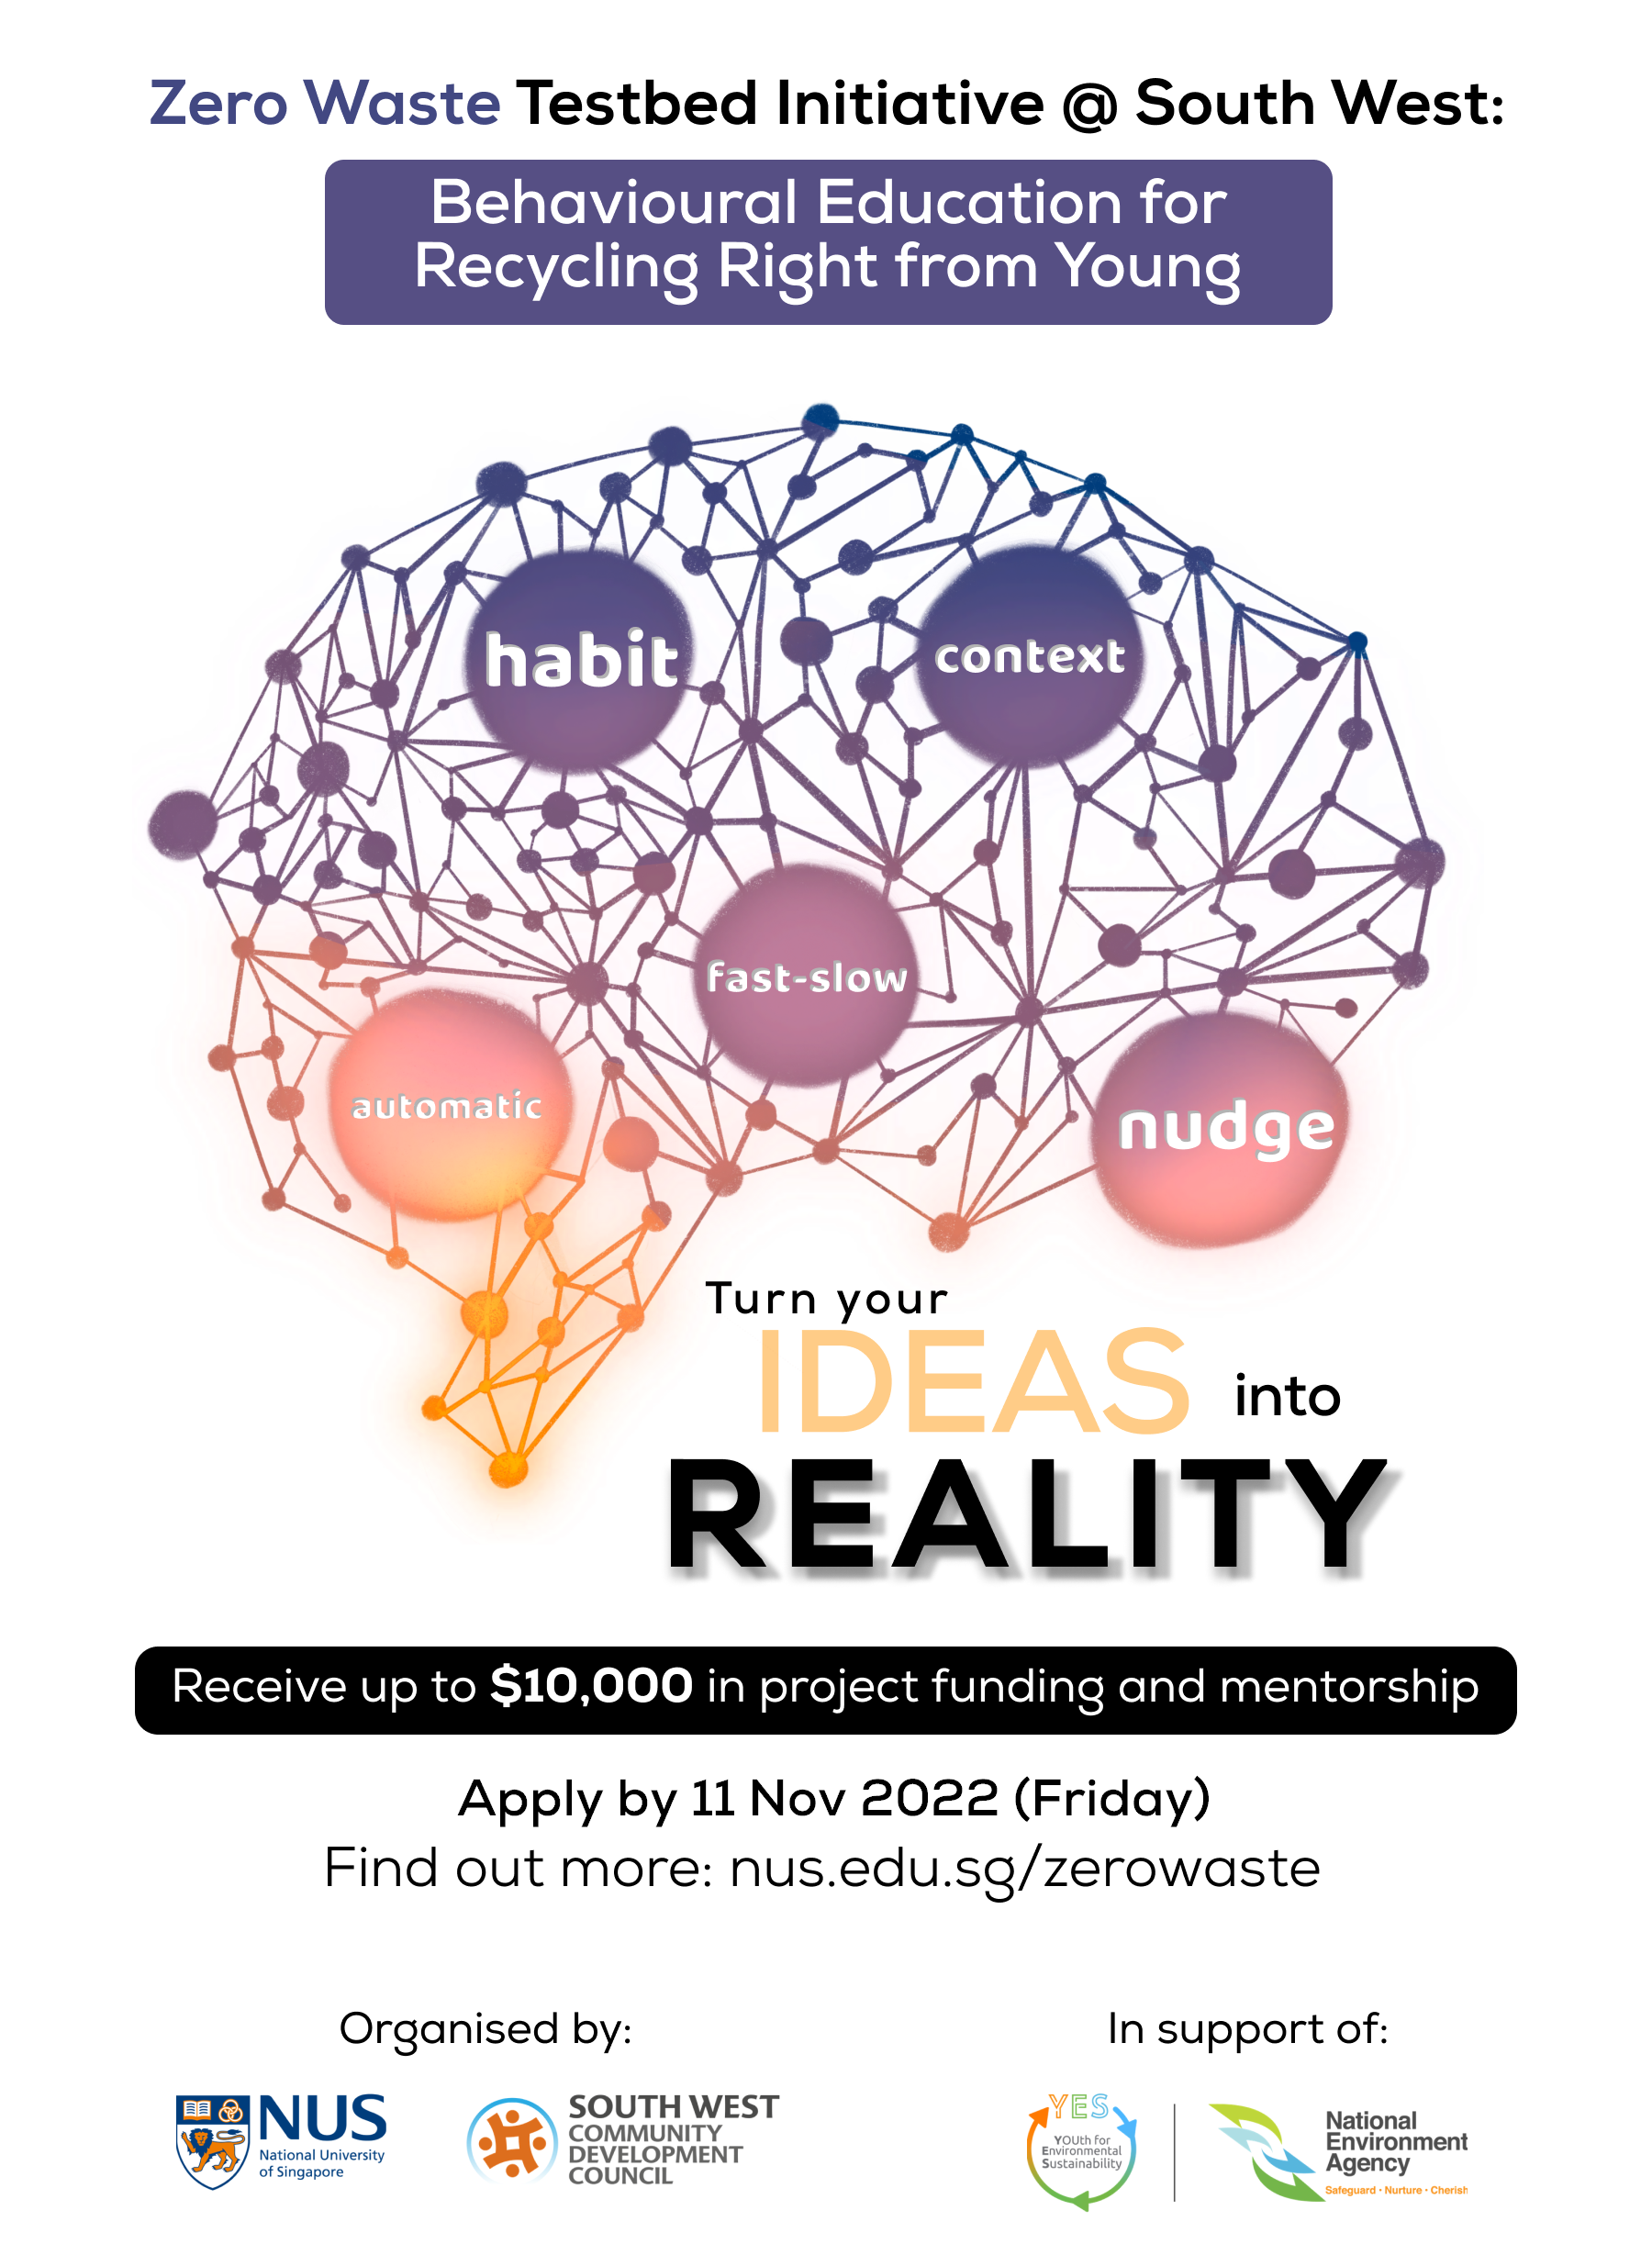 Zero Waste Testbed Initiative @ South West:
Behavioural Education for
Recycling Right from Young
habit
context
fast-slow
automatic
nudge
Turn your
IDEAS into
REALITY
Receive up to $10,000 in project funding and mentorship
Apply by 11 Nov 2022 (Friday)
Find out more: nus.edu.sg/zerowaste
Organised by:
In support of:
NUS
National University
of Singapore
SOUTH WEST
COMMUNITY
DEVELOPMENT
COUNCIL
YES
YOUth for
Environmental
Sustainability
National
Environment
Agency
Safeguard • Nurture • Cherish